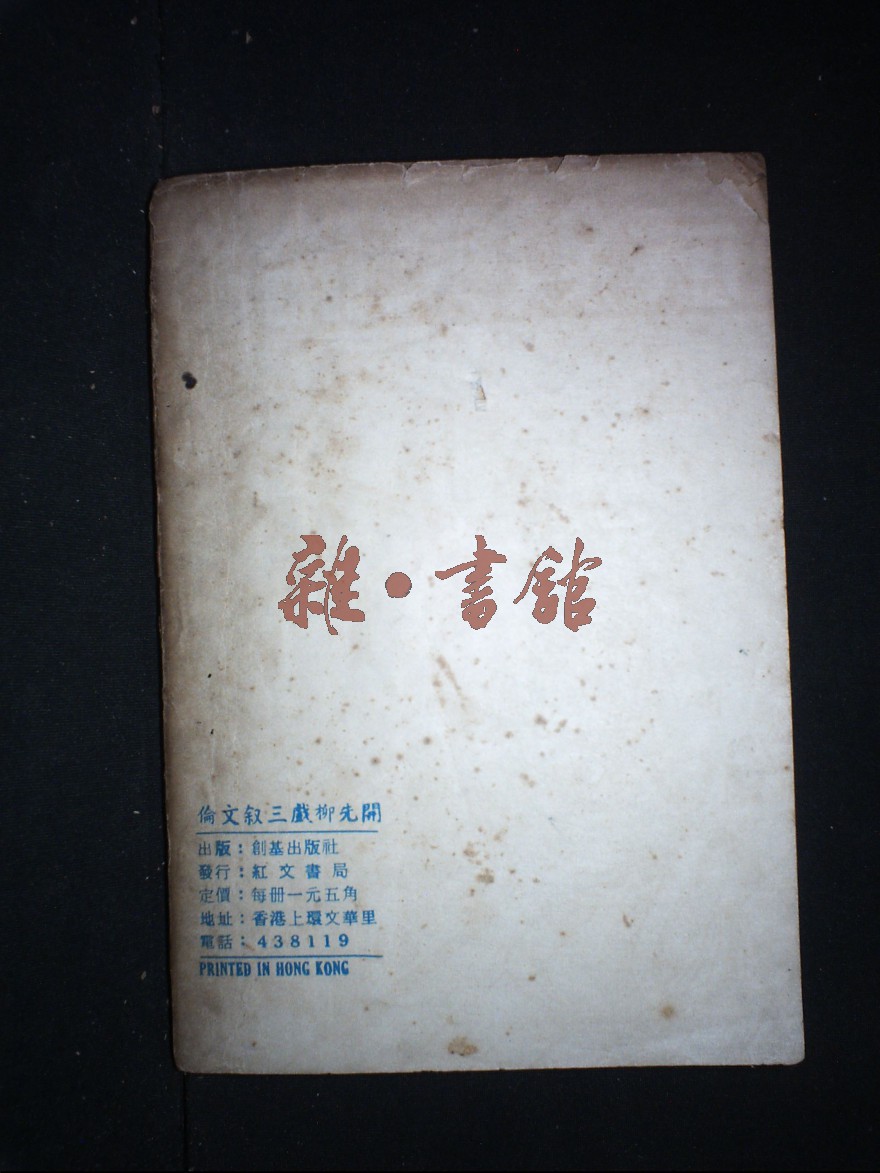 雜·書舘
倫文叙三戲柳先開
出版：創基出版社
發行：紅文書局
定價：每冊一元五角
地址：香港上環文華里
電話：438119
PRINTED IN HONG KONG